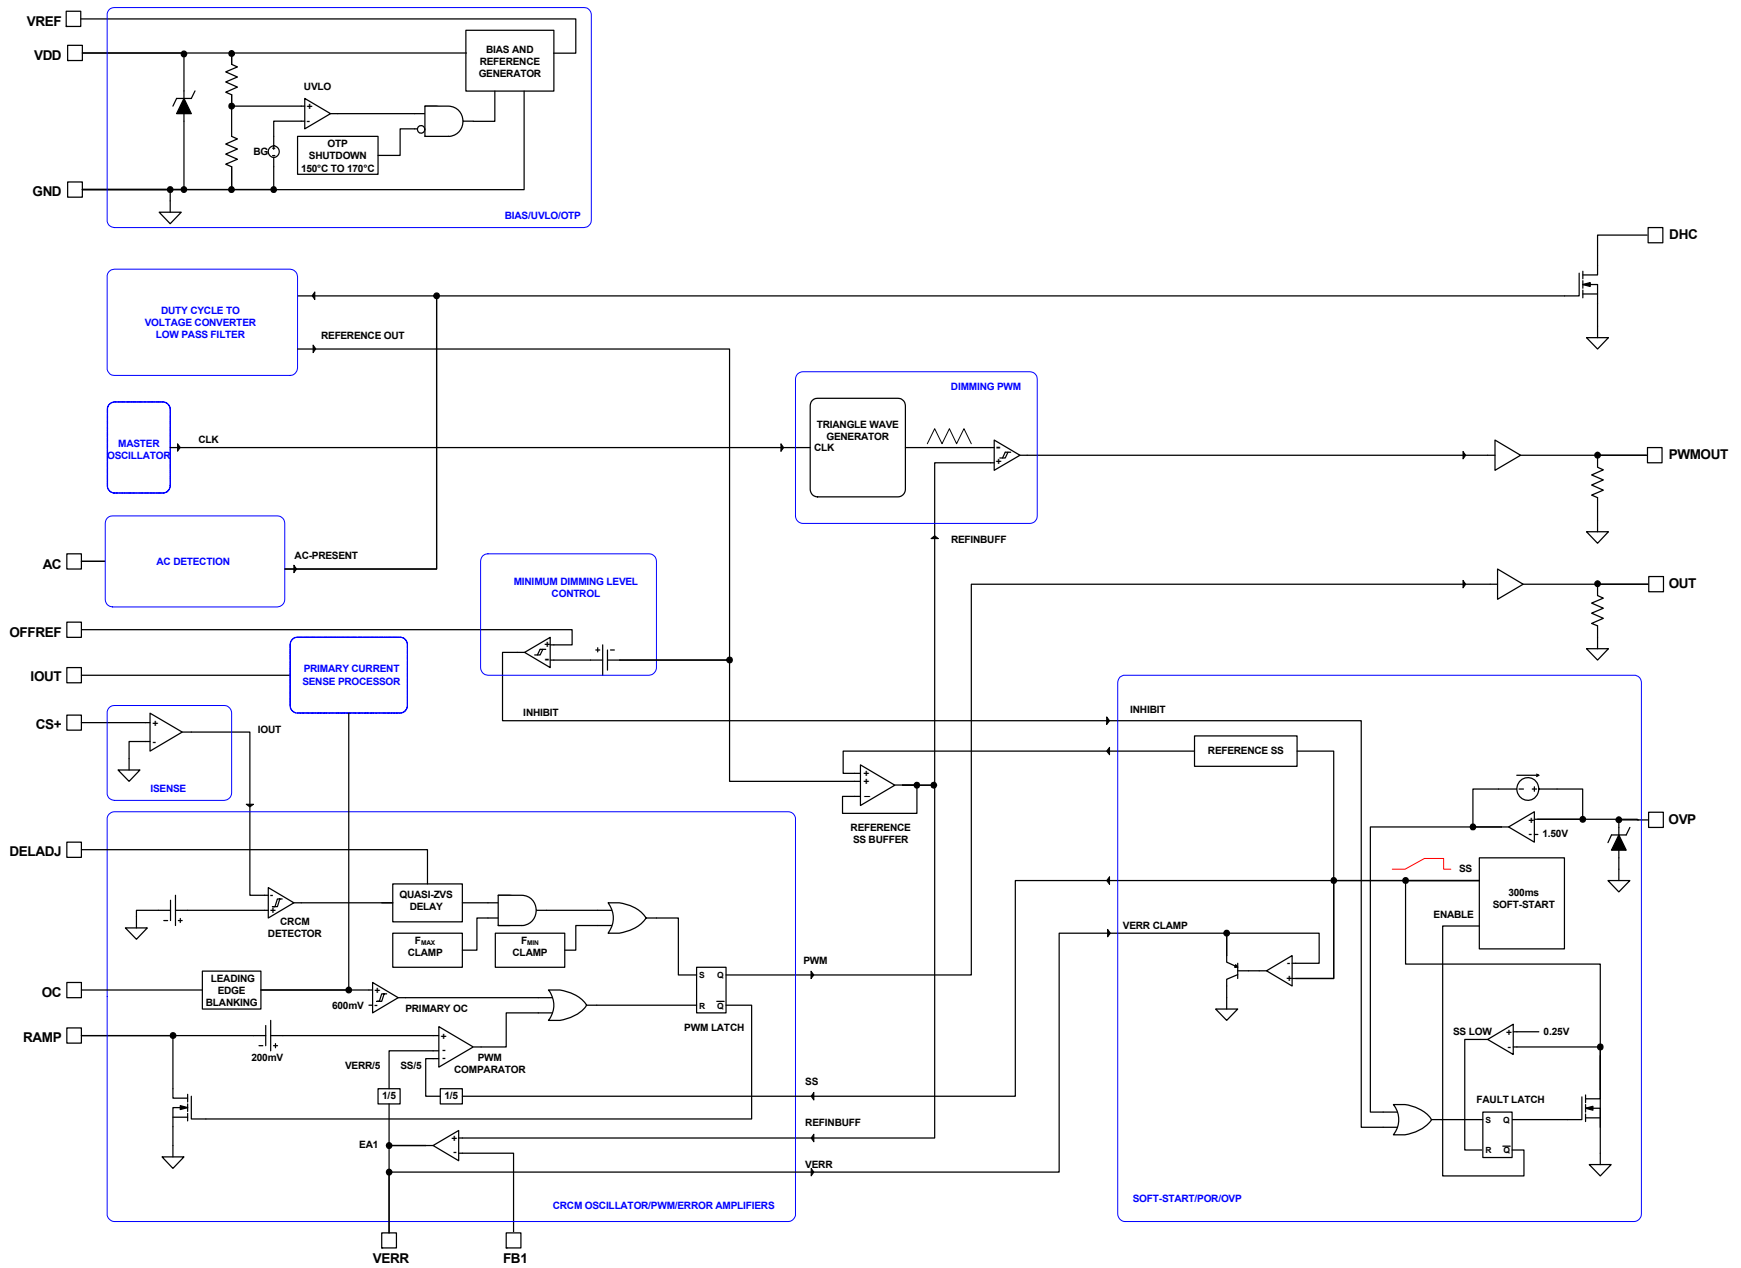 VREF
VDD
BIAS AND
REFERENCE
GENERATOR
UVLO
+
-
BG
+
-
OTP
SHUTDOWN
150°C TO 170°C
GND
BIAS/UVLO/OTP
DHC
DUTY CYCLE TO
VOLTAGE CONVERTER
LOW PASS FILTER
REFERENCE OUT
DIMMING PWM
MASTER
OSCILLATOR
CLK
TRIANGLE WAVE
GENERATOR
CLK
-
+
PWMOUT
REFINBUFF
AC
AC DETECTION
AC-PRESENT
MINIMUM DIMMING LEVEL
CONTROL
+
-
+
-
OUT
OFFREF
IOUT
PRIMARY CURRENT
SENSE PROCESSOR
CS+
+
-
IOUT
ISENSE
INHIBIT
INHIBIT
REFERENCE SS
+
+
-
REFERENCE
SS BUFFER
-
+
+
-
1.50V
OVP
DELADJ
-
+
-
+
CRCM
DETECTOR
QUASI-ZVS
DELAY
FMAX
CLAMP
FMIN
CLAMP
SS
300ms
SOFT-START
ENABLE
VERR CLAMP
-
+
OC
LEADING
EDGE
BLANKING
600mV
+
-
PRIMARY OC
S
Q
R
Q
PWM LATCH
PWM
RAMP
-
+
200mV
+
-
-
PWM
COMPARATOR
VERR/5
SS/5
1/5
1/5
SS
SS LOW
+
-
0.25V
FAULT LATCH
S
Q
R
Q
EA1
+
-
REFINBUFF
VERR
CRCM OSCILLATOR/PWM/ERROR AMPLIFIERS
SOFT-START/POR/OVP
VERR
FB1